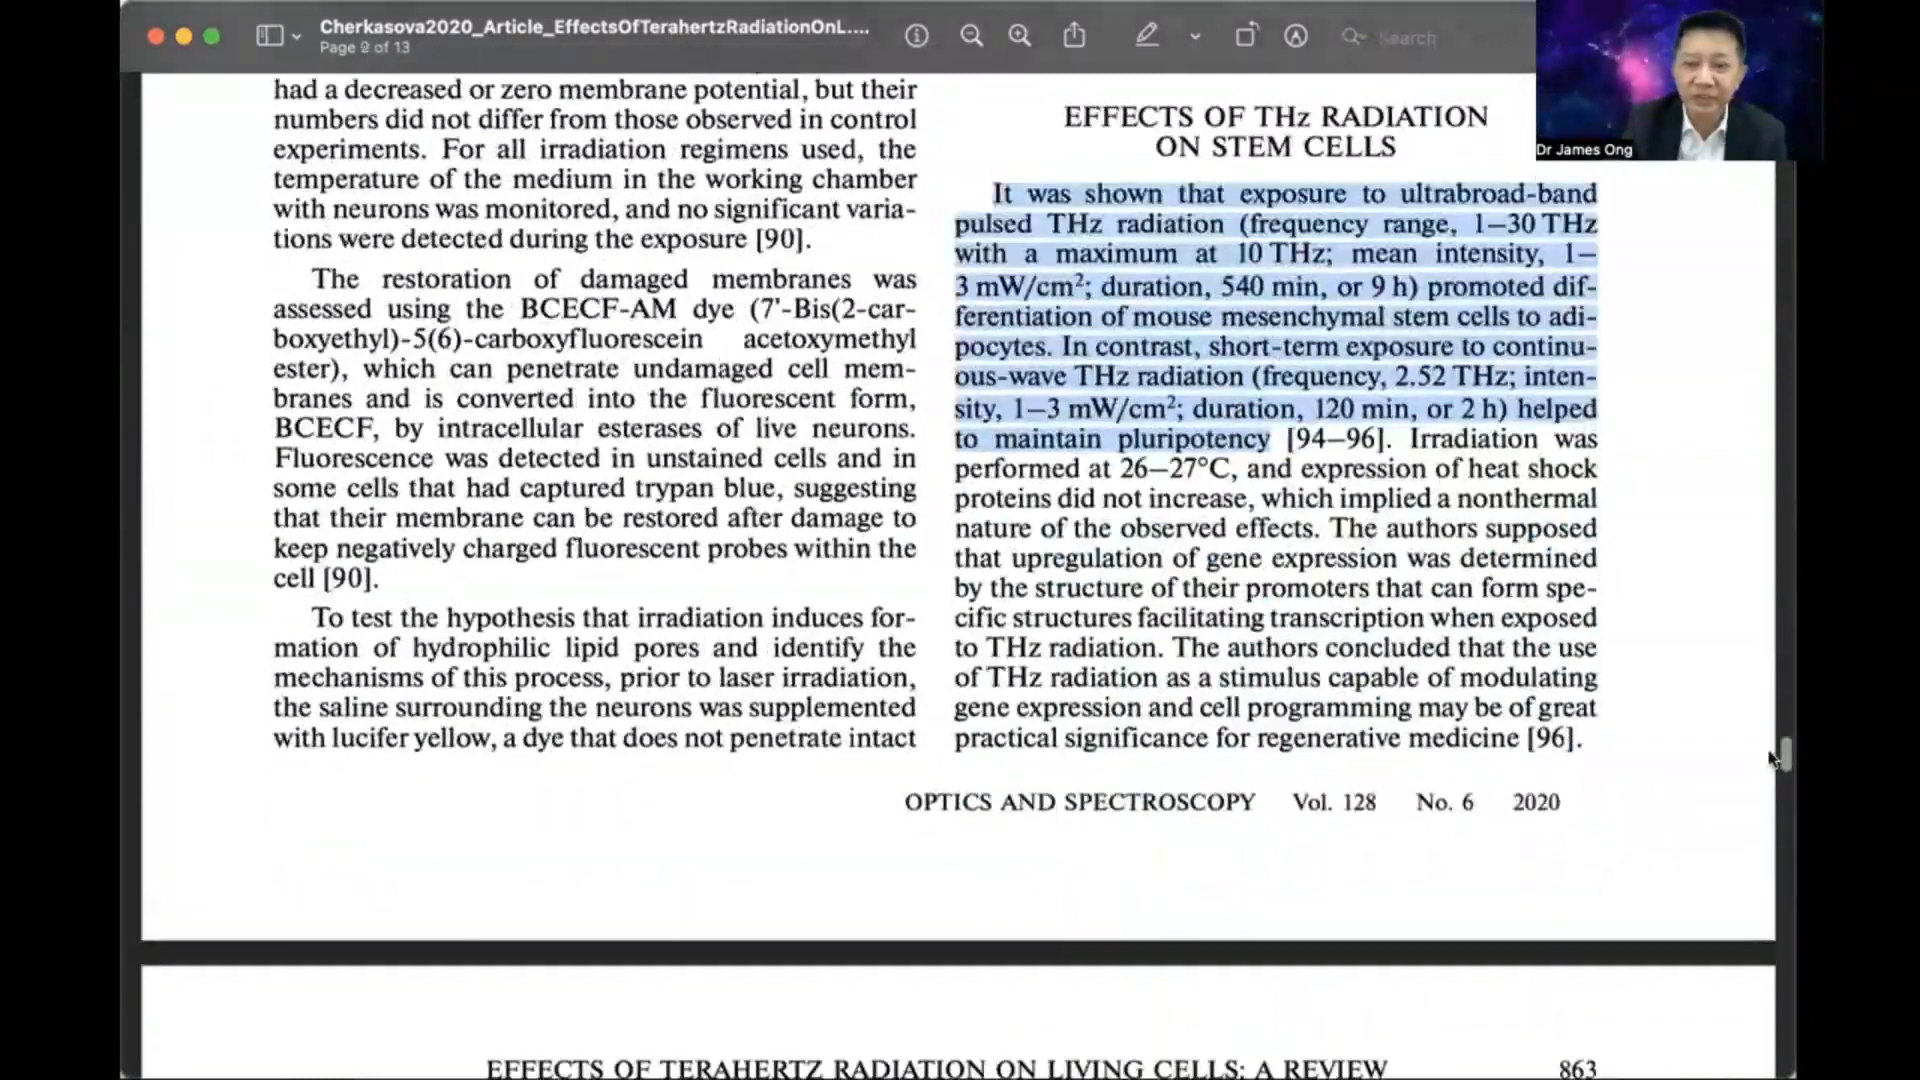 Cherkasova2020_Article_EffectsOfTerahertzRadiationOnL....
Page 9 of 13
Search
Dr James Ong
had a decreased or zero membrane potential, but their
numbers did not differ from those observed in control
experiments. For all irradiation regimens used, the
temperature of the medium in the working chamber
with neurons was monitored, and no significant varia-
tions were detected during the exposure [90].
The restoration of damaged membranes was
assessed using the BCECF-AM dye (7'-Bis(2-car-
boxyethyl)-5(6)-carboxyfluorescein acetoxymethyl
ester), which can penetrate undamaged cell mem-
branes and is converted into the fluorescent form,
BCECF, by intracellular esterases of live neurons.
Fluorescence was detected in unstained cells and in
some cells that had captured trypan blue, suggesting
that their membrane can be restored after damage to
keep negatively charged fluorescent probes within the
cell [90].
To test the hypothesis that irradiation induces for-
mation of hydrophilic lipid pores and identify the
mechanisms of this process, prior to laser irradiation,
the saline surrounding the neurons was supplemented
with lucifer yellow, a dye that does not penetrate intact
EFFECTS OF THz RADIATION
ON STEM CELLS
It was shown that exposure to ultrabroad-band
pulsed THz radiation (frequency range, 1–30 THz
with a maximum at 10 THz; mean intensity, 1–
3 mW/cm²; duration, 540 min, or 9 h) promoted dif-
ferentiation of mouse mesenchymal stem cells to adi-
pocytes. In contrast, short-term exposure to continu-
ous-wave THz radiation (frequency, 2.52 THz; inten-
sity, 1–3 mW/cm²; duration, 120 min, or 2 h) helped
to maintain pluripotency [94–96]. Irradiation was
performed at 26–27°C, and expression of heat shock
proteins did not increase, which implied a nonthermal
nature of the observed effects. The authors supposed
that upregulation of gene expression was determined
by the structure of their promoters that can form spe-
cific structures facilitating transcription when exposed
to THz radiation. The authors concluded that the use
of THz radiation as a stimulus capable of modulating
gene expression and cell programming may be of great
practical significance for regenerative medicine [96].
OPTICS AND SPECTROSCOPY Vol. 128 No. 6 2020
EFFECTS OF TERAHERTZ RADIATION ON LIVING CELLS: A REVIEW 863